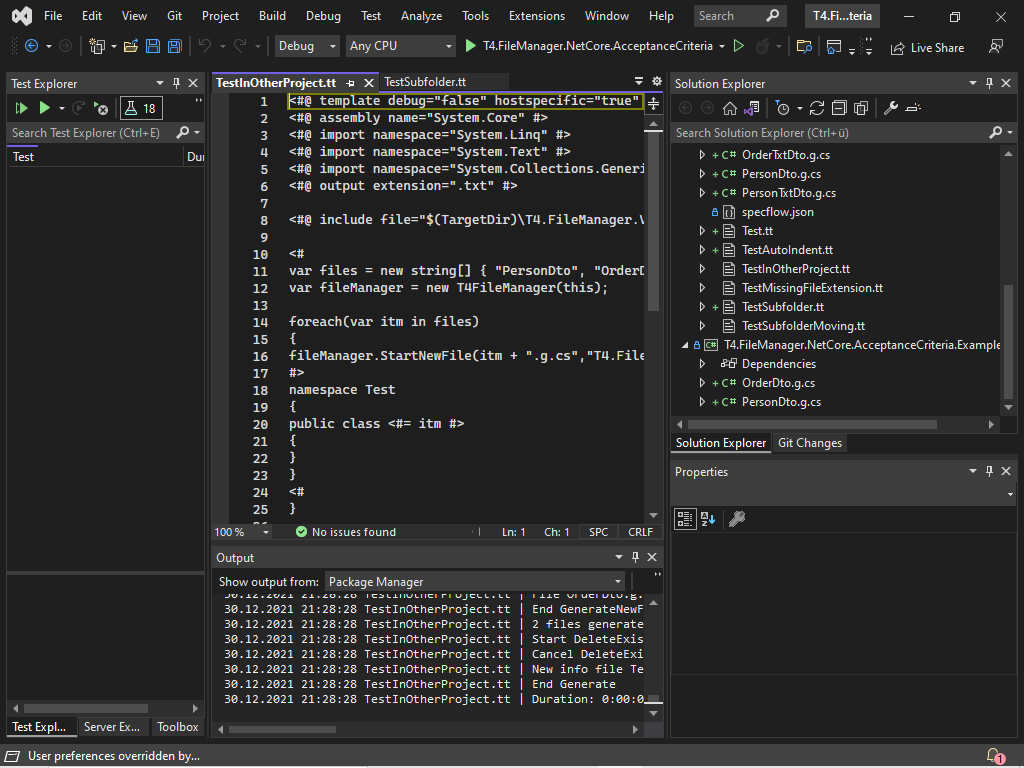 File Edit View Git Project Build Debug Test Analyze Tools Extensions Window Help Search T4.Fi...teria
Debug Any CPU T4.FileManager.NetCore.AcceptanceCriteria Live Share
Test Explorer
18
Search Test Explorer (Ctrl+E)
Test Du
TestInOtherProject.tt TestSubfolder.tt
1 <#@ template debug="false" hostspecific="true"
2 <#@ assembly name="System.Core" #>
3 <#@ import namespace="System.Linq" #>
4 <#@ import namespace="System.Text" #>
5 <#@ import namespace="System.Collections.Generi
6 <#@ output extension=".txt" #>
7
8 <#@ include file="$(TargetDir)\T4.FileManager.V
9
10 <#
11 var files = new string[] { "PersonDto", "OrderD
12 var fileManager = new T4FileManager(this);
13
14 foreach(var itm in files)
15 {
16 fileManager.StartNewFile(itm + ".g.cs","T4.File
17 #>
18 namespace Test
19 {
20 public class <#= itm #>
21 {
22 }
23 }
24 <#
25 }
100 % No issues found Ln: 1 Ch: 1 SPC CRLF
Output
Show output from: Package Manager
30.12.2021 21:28:28 TestInOtherProject.tt | File OrderDto.g.
30.12.2021 21:28:28 TestInOtherProject.tt | End GenerateNewF
30.12.2021 21:28:28 TestInOtherProject.tt | 2 files generate
30.12.2021 21:28:28 TestInOtherProject.tt | Start DeleteExis
30.12.2021 21:28:28 TestInOtherProject.tt | Cancel DeleteExi
30.12.2021 21:28:28 TestInOtherProject.tt | New info file Te
30.12.2021 21:28:28 TestInOtherProject.tt | End Generate
30.12.2021 21:28:28 TestInOtherProject.tt | Duration: 0:00:0
Solution Explorer
Search Solution Explorer (Ctrl+ü)
+ C# OrderTxtDto.g.cs
+ C# PersonDto.g.cs
+ C# PersonTxtDto.g.cs
specflow.json
+ Test.tt
+ TestAutoIndent.tt
TestInOtherProject.tt
TestMissingFileExtension.tt
+ TestSubfolder.tt
TestSubfolderMoving.tt
C# T4.FileManager.NetCore.AcceptanceCriteria.Example
Dependencies
+ C# OrderDto.g.cs
+ C# PersonDto.g.cs
Solution Explorer Git Changes
Properties
Test Expl... Server Ex... Toolbox
User preferences overridden by... 1